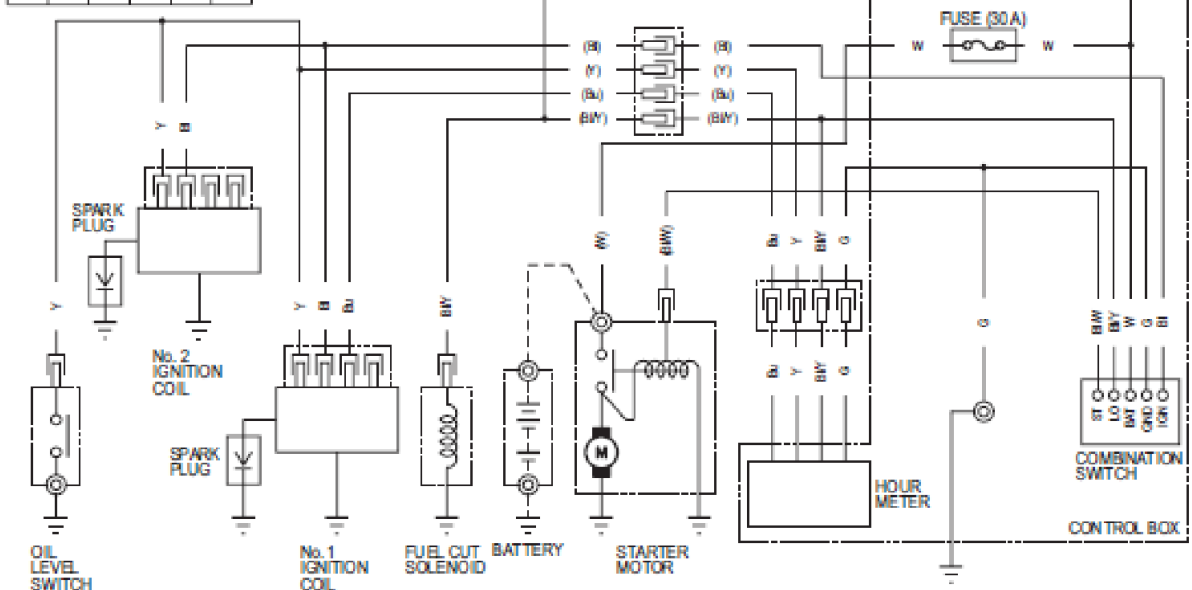 FUSE (30A)
(Bl) (Bl) W W
(Y) (Y)
(Bu) (Bu)
(Bl/Y) (Bl/Y)
Y Bl
SPARK
PLUG
(W) (Bl/W) Bu Y Bl/Y G
Y Y Bl Bu Bl/Y G Bl/W Bl/Y W G Bl
No. 2
IGNITION
COIL
Bu Y Bl/Y G
ST LO BAT GND IGN
SPARK
PLUG
M
COMBINATION
SWITCH
HOUR
METER
CONTROL BOX
OIL
LEVEL
SWITCH
No. 1
IGNITION
COIL
FUEL CUT
SOLENOID
BATTERY
STARTER
MOTOR